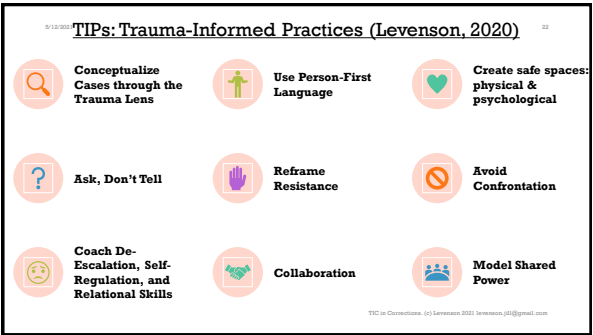 5/12/2023
TIPs: Trauma-Informed Practices (Levenson, 2020)
22
Conceptualize
Cases through the
Trauma Lens
Use Person-First
Language
Create safe spaces:
physical &
psychological
?
Ask, Don't Tell
Reframe
Resistance
Avoid
Confrontation
Coach De-
Escalation, Self-
Regulation, and
Relational Skills
Collaboration
Model Shared
Power
TIC in Corrections. (c) Levenson 2021 levenson.jill@gmail.com